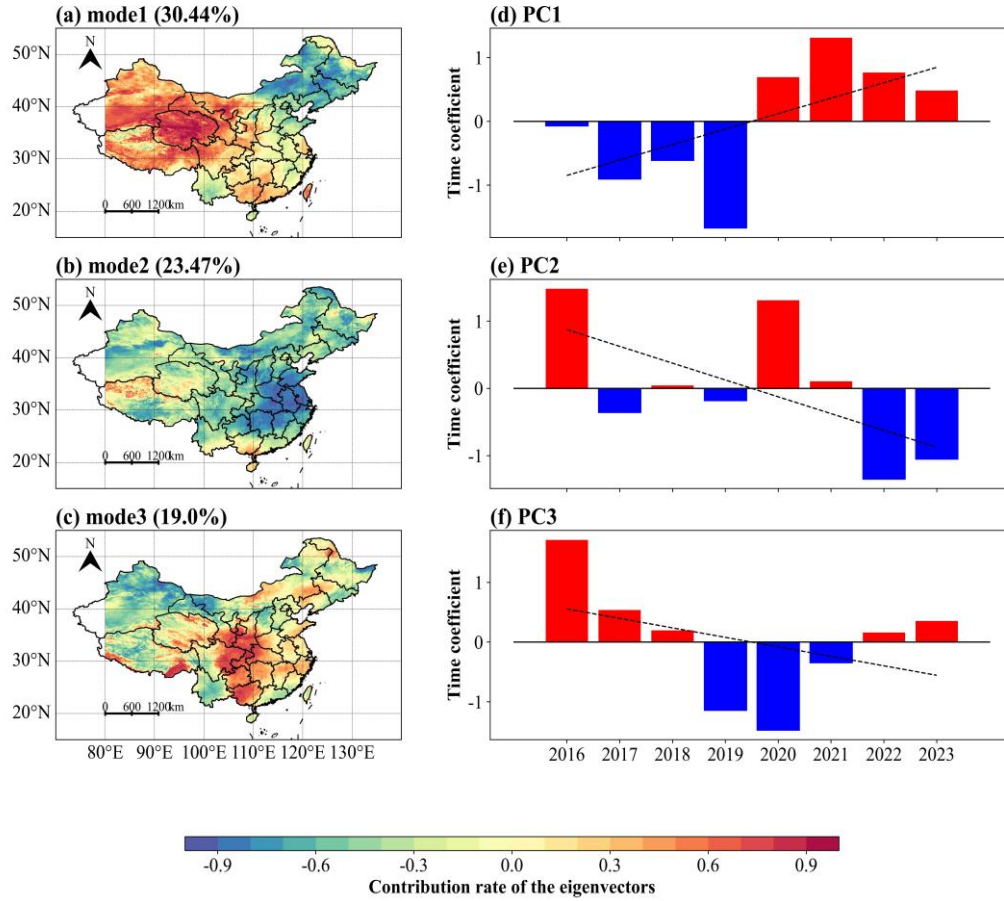 (a) mode1 (30.44%)
N
50°N
40°N
30°N
20°N
0 600 1200km
(d) PC1
Time coefficient
1
0
-1
(b) mode2 (23.47%)
N
50°N
40°N
30°N
20°N
0 600 1200km
(e) PC2
Time coefficient
1
0
-1
(c) mode3 (19.0%)
N
50°N
40°N
30°N
20°N
0 600 1200km
80°E 90°E 100°E 110°E 120°E 130°E
(f) PC3
Time coefficient
1
0
-1
2016 2017 2018 2019 2020 2021 2022 2023
-0.9 -0.6 -0.3 0.0 0.3 0.6 0.9
Contribution rate of the eigenvectors